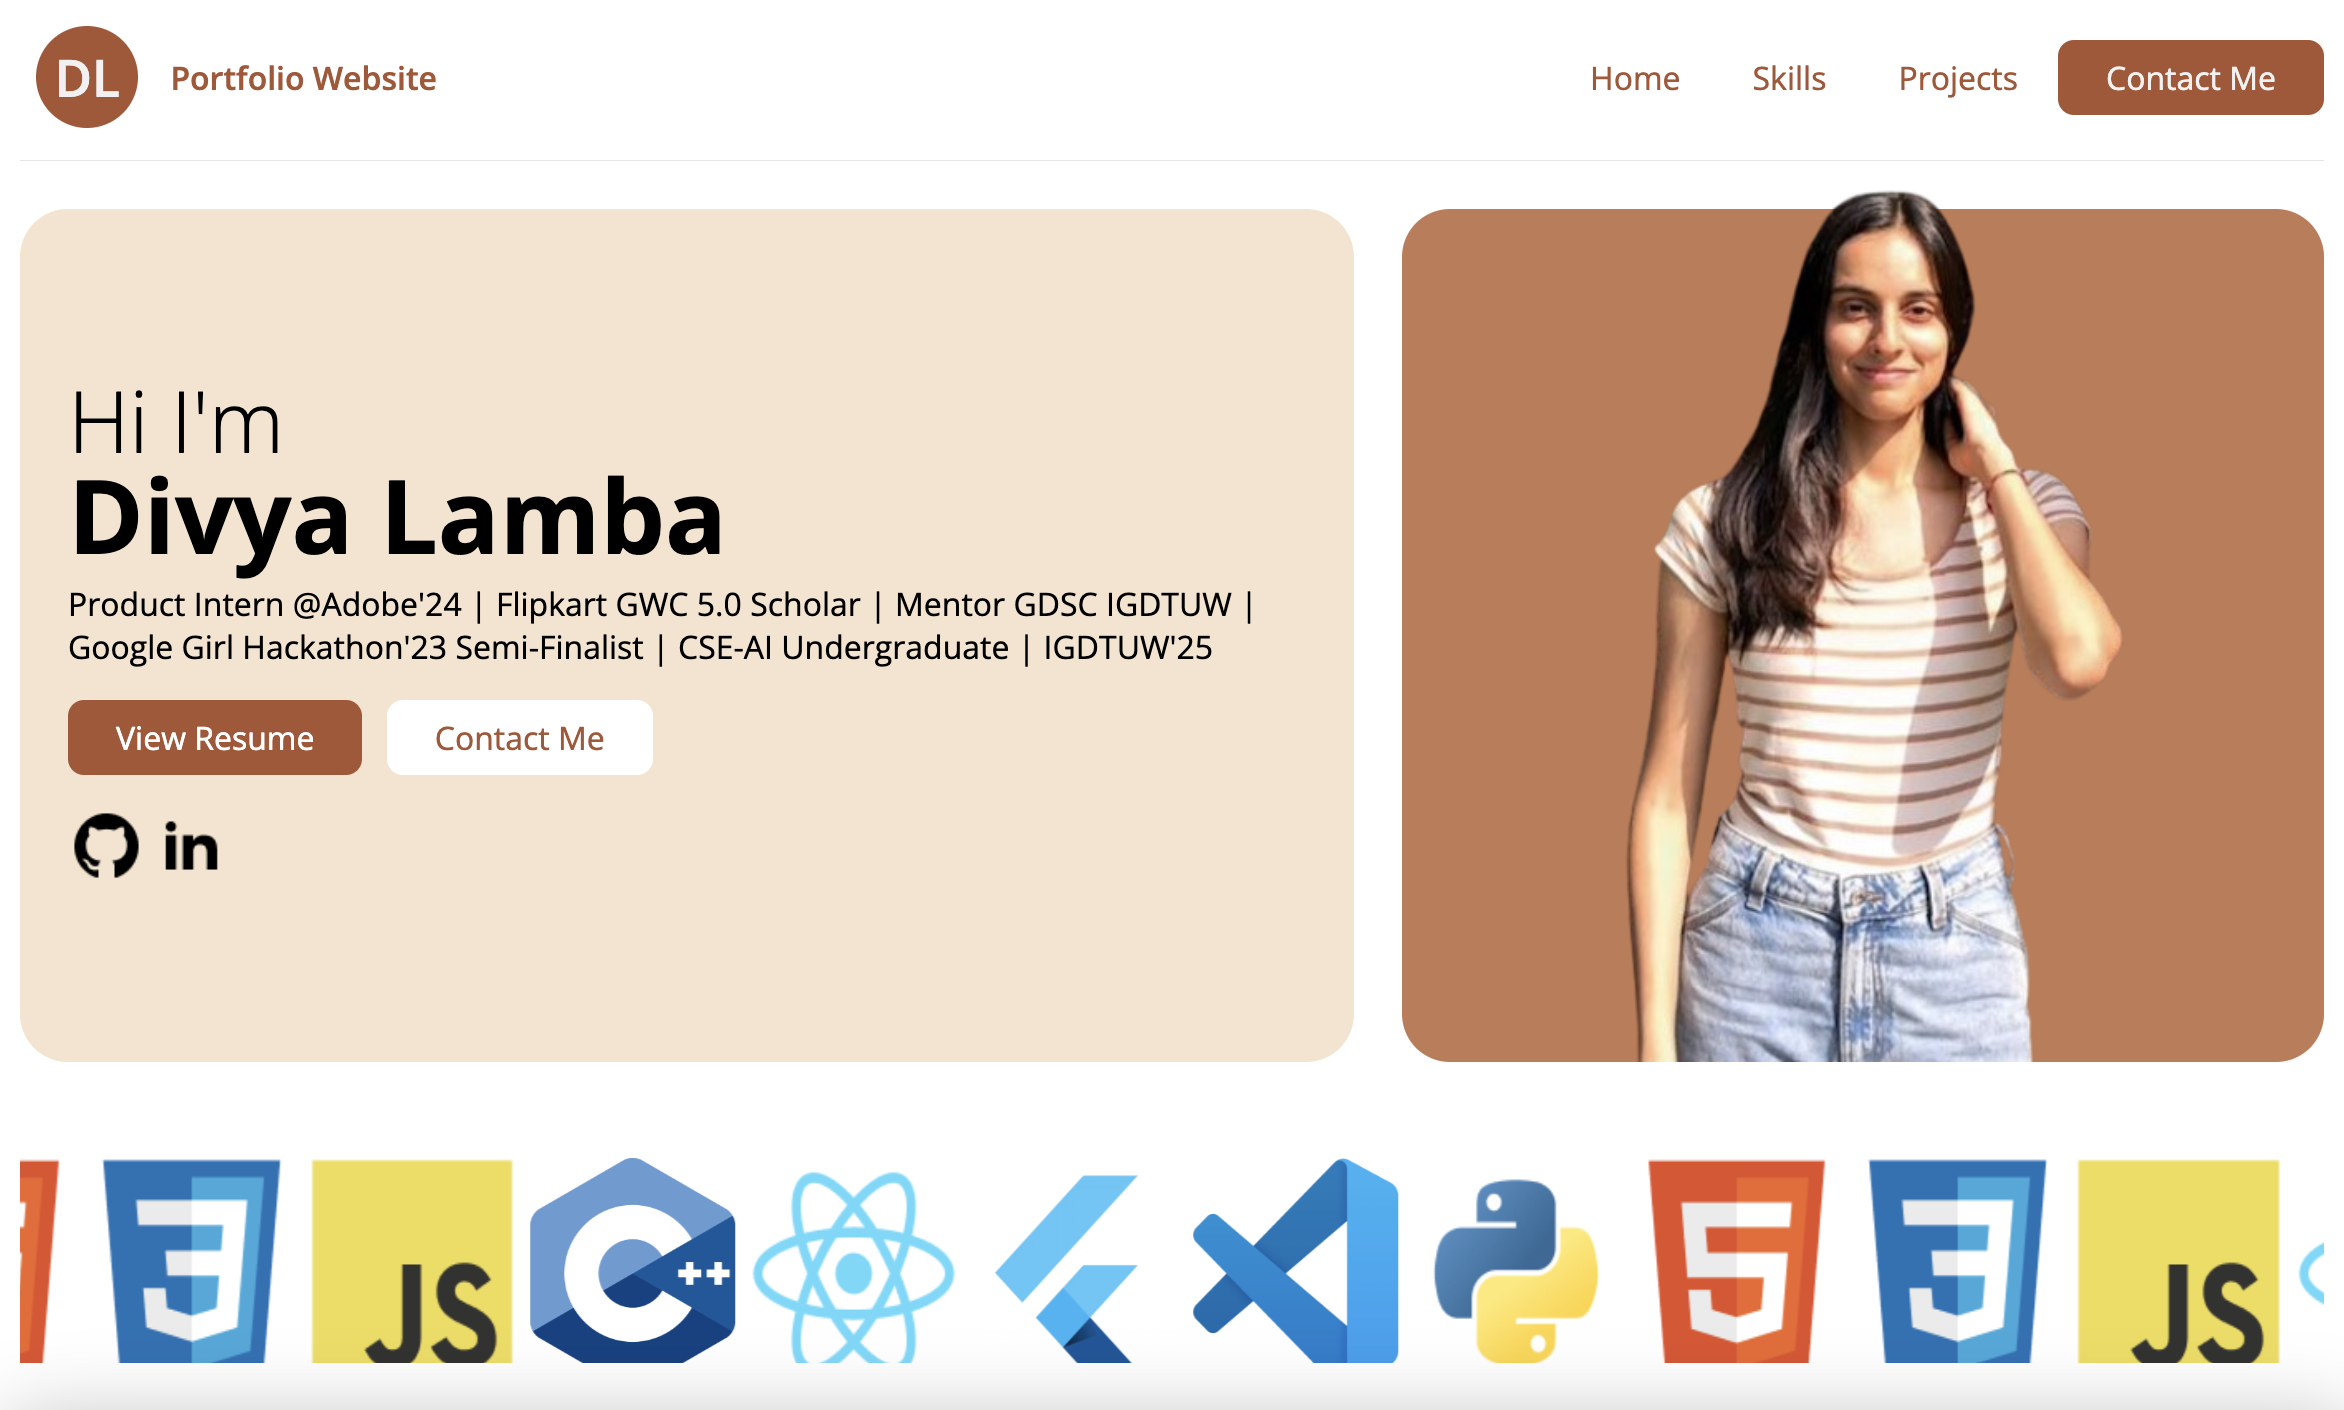 DL
Portfolio Website
Home
Skills
Projects
Contact Me
Hi I'm
Divya Lamba
Product Intern @Adobe'24 | Flipkart GWC 5.0 Scholar | Mentor GDSC IGDTUW |
Google Girl Hackathon'23 Semi-Finalist | CSE-AI Undergraduate | IGDTUW'25
View Resume
Contact Me
in
3
JS
C++
5
3
JS